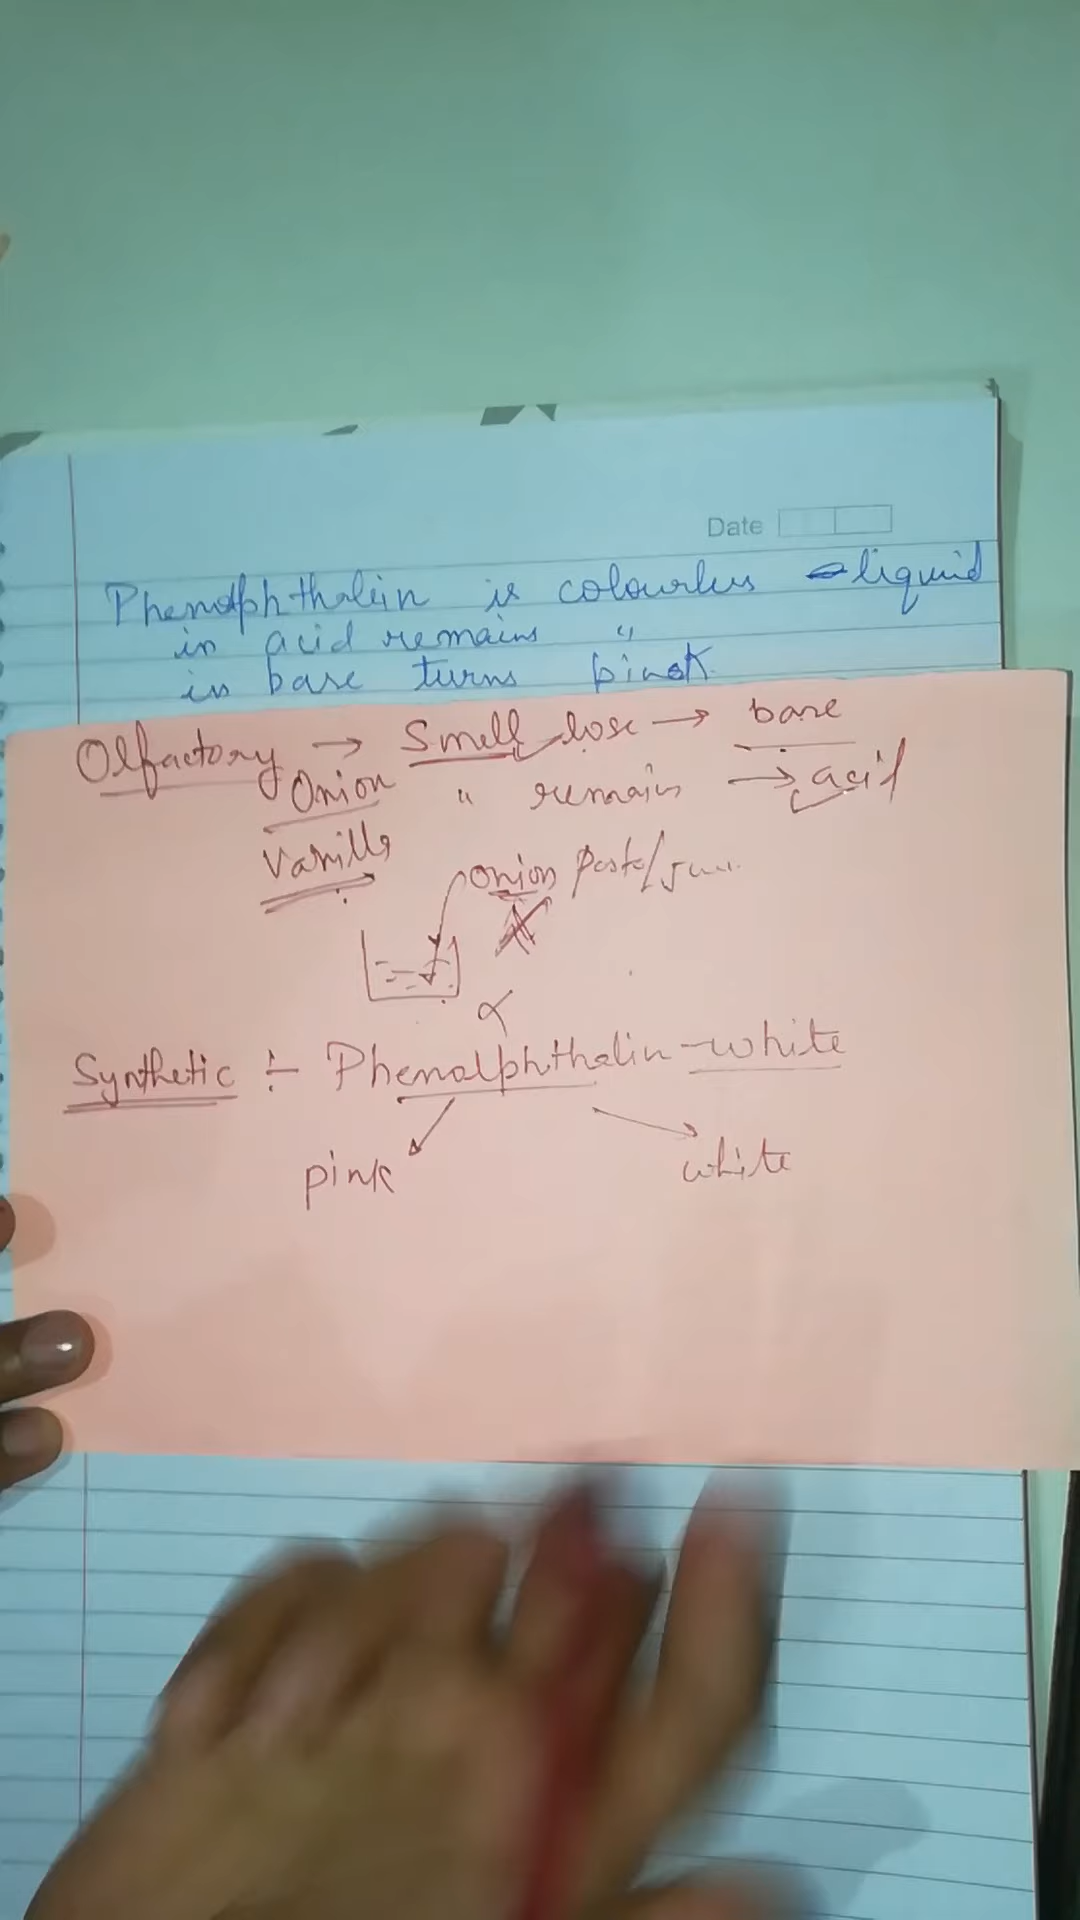 Date
Phenolphthalein is colourless liquid
in acid remains "
in base turns pink
Olfactory → Smell lose → base
Onion " remains → acid
Vanilla
onion Paste/
Synthetic ÷ Phenolphthalin - white
pink white